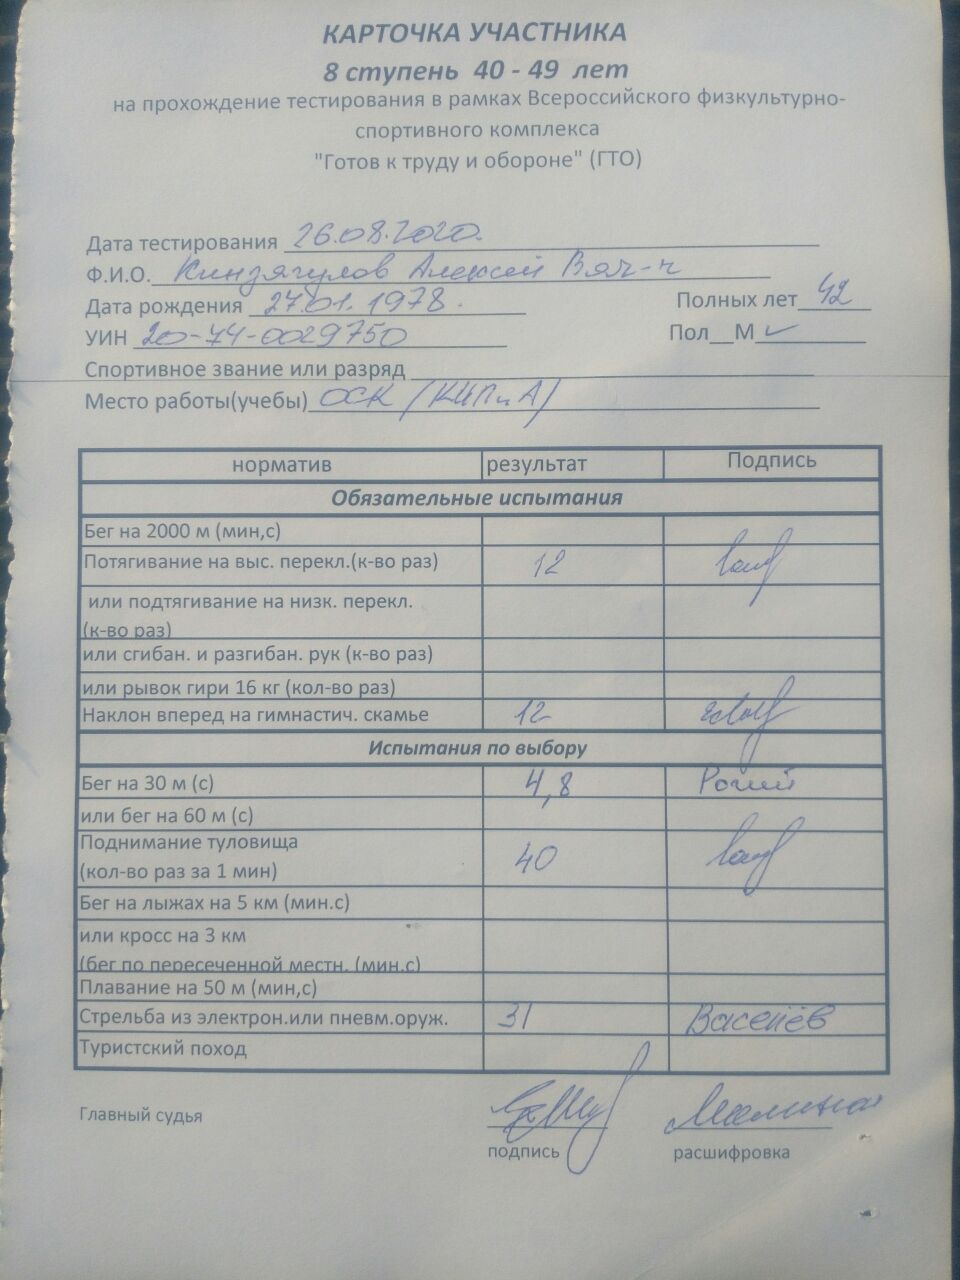 КАРТОЧКА УЧАСТНИКА
8 ступень 40 - 49 лет
на прохождение тестирования в рамках Всероссийского физкультурно-
спортивного комплекса
"Готов к труду и обороне" (ГТО)
Дата тестирования 26.08.2020.
Ф.И.О. Кинзягулов Алексей Вяч-ч
Дата рождения 27.01.1978. Полных лет 42
УИН 20-74-0029750 Пол__М ✓
Спортивное звание или разряд
Место работы(учебы) ОСК (КИПиА)
норматив результат Подпись
Обязательные испытания
Бег на 2000 м (мин,с)
Потягивание на выс. перекл.(к-во раз) 12
или подтягивание на низк. перекл.
(к-во раз)
или сгибан. и разгибан. рук (к-во раз)
или рывок гири 16 кг (кол-во раз)
Наклон вперед на гимнастич. скамье 12
Испытания по выбору
Бег на 30 м (с) 4,8
или бег на 60 м (с)
Поднимание туловища
(кол-во раз за 1 мин) 40
Бег на лыжах на 5 км (мин.с)
или кросс на 3 км
(бег по пересеченной местн. (мин,с)
Плавание на 50 м (мин,с)
Стрельба из электрон.или пневм.оруж. 31
Туристский поход
Главный судья
подпись расшифровка